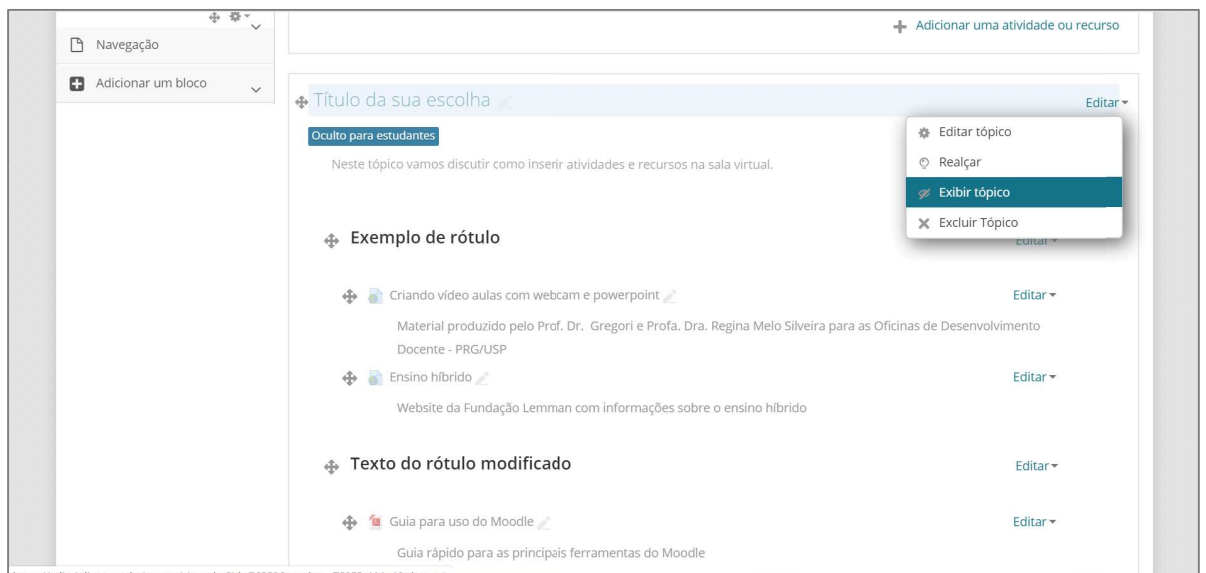 Adicionar uma atividade ou recurso
Navegação
Adicionar um bloco
Título da sua escolha
Editar
Oculto para estudantes
Editar tópico
Neste tópico vamos discutir como inserir atividades e recursos na sala virtual.
Realçar
Exibir tópico
Excluir Tópico
Exemplo de rótulo
Editar
Criando vídeo aulas com webcam e powerpoint
Editar
Material produzido pelo Prof. Dr. Gregori e Profa. Dra. Regina Melo Silveira para as Oficinas de Desenvolvimento
Docente - PRG/USP
Ensino híbrido
Editar
Website da Fundação Lemman com informações sobre o ensino híbrido
Texto do rótulo modificado
Editar
Guia para uso do Moodle
Editar
Guia rápido para as principais ferramentas do Moodle